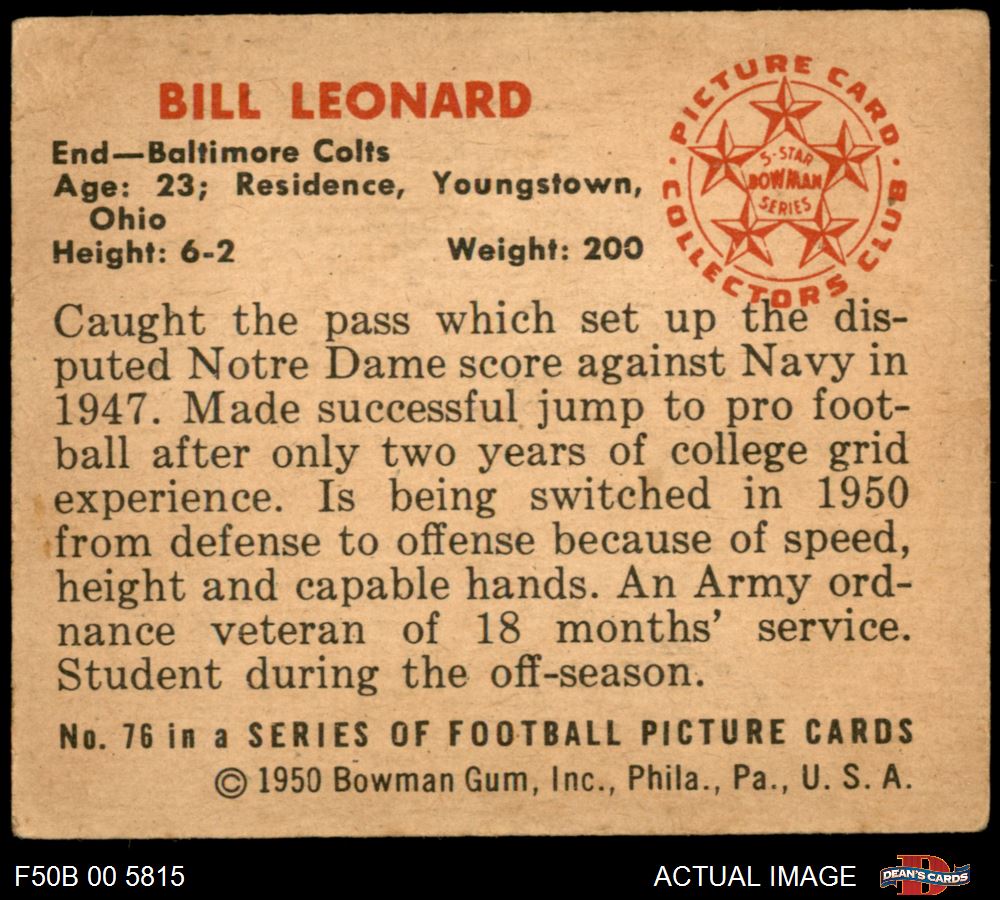 BILL LEONARD
End—Baltimore Colts
Age: 23; Residence, Youngstown,
Ohio
Height: 6-2 Weight: 200
PICTURE CARD
COLLECTORS CLUB
5-STAR
BOWMAN
SERIES
Caught the pass which set up the dis-
puted Notre Dame score against Navy in
1947. Made successful jump to pro foot-
ball after only two years of college grid
experience. Is being switched in 1950
from defense to offense because of speed,
height and capable hands. An Army ord-
nance veteran of 18 months' service.
Student during the off-season.
No. 76 in a SERIES OF FOOTBALL PICTURE CARDS
© 1950 Bowman Gum, Inc., Phila., Pa., U. S. A.
F50B 00 5815 ACTUAL IMAGE D DEAN'S CARDS